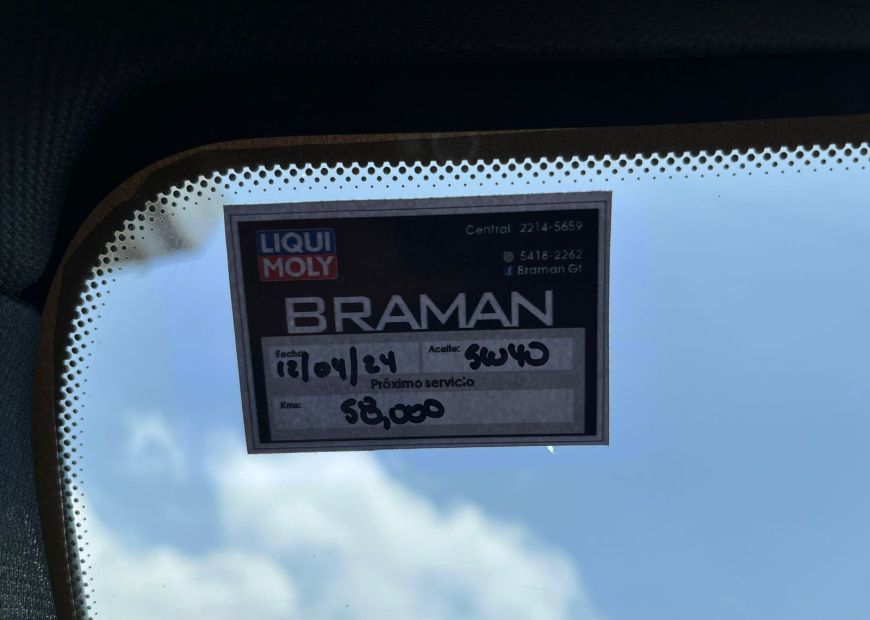 LIQUI
MOLY
Central 2214-5659
5418-2262
Braman Gt
BRAMAN
Fecha: 12/04/24 Aceite: 5W40
Próximo servicio
Kms: 58,000